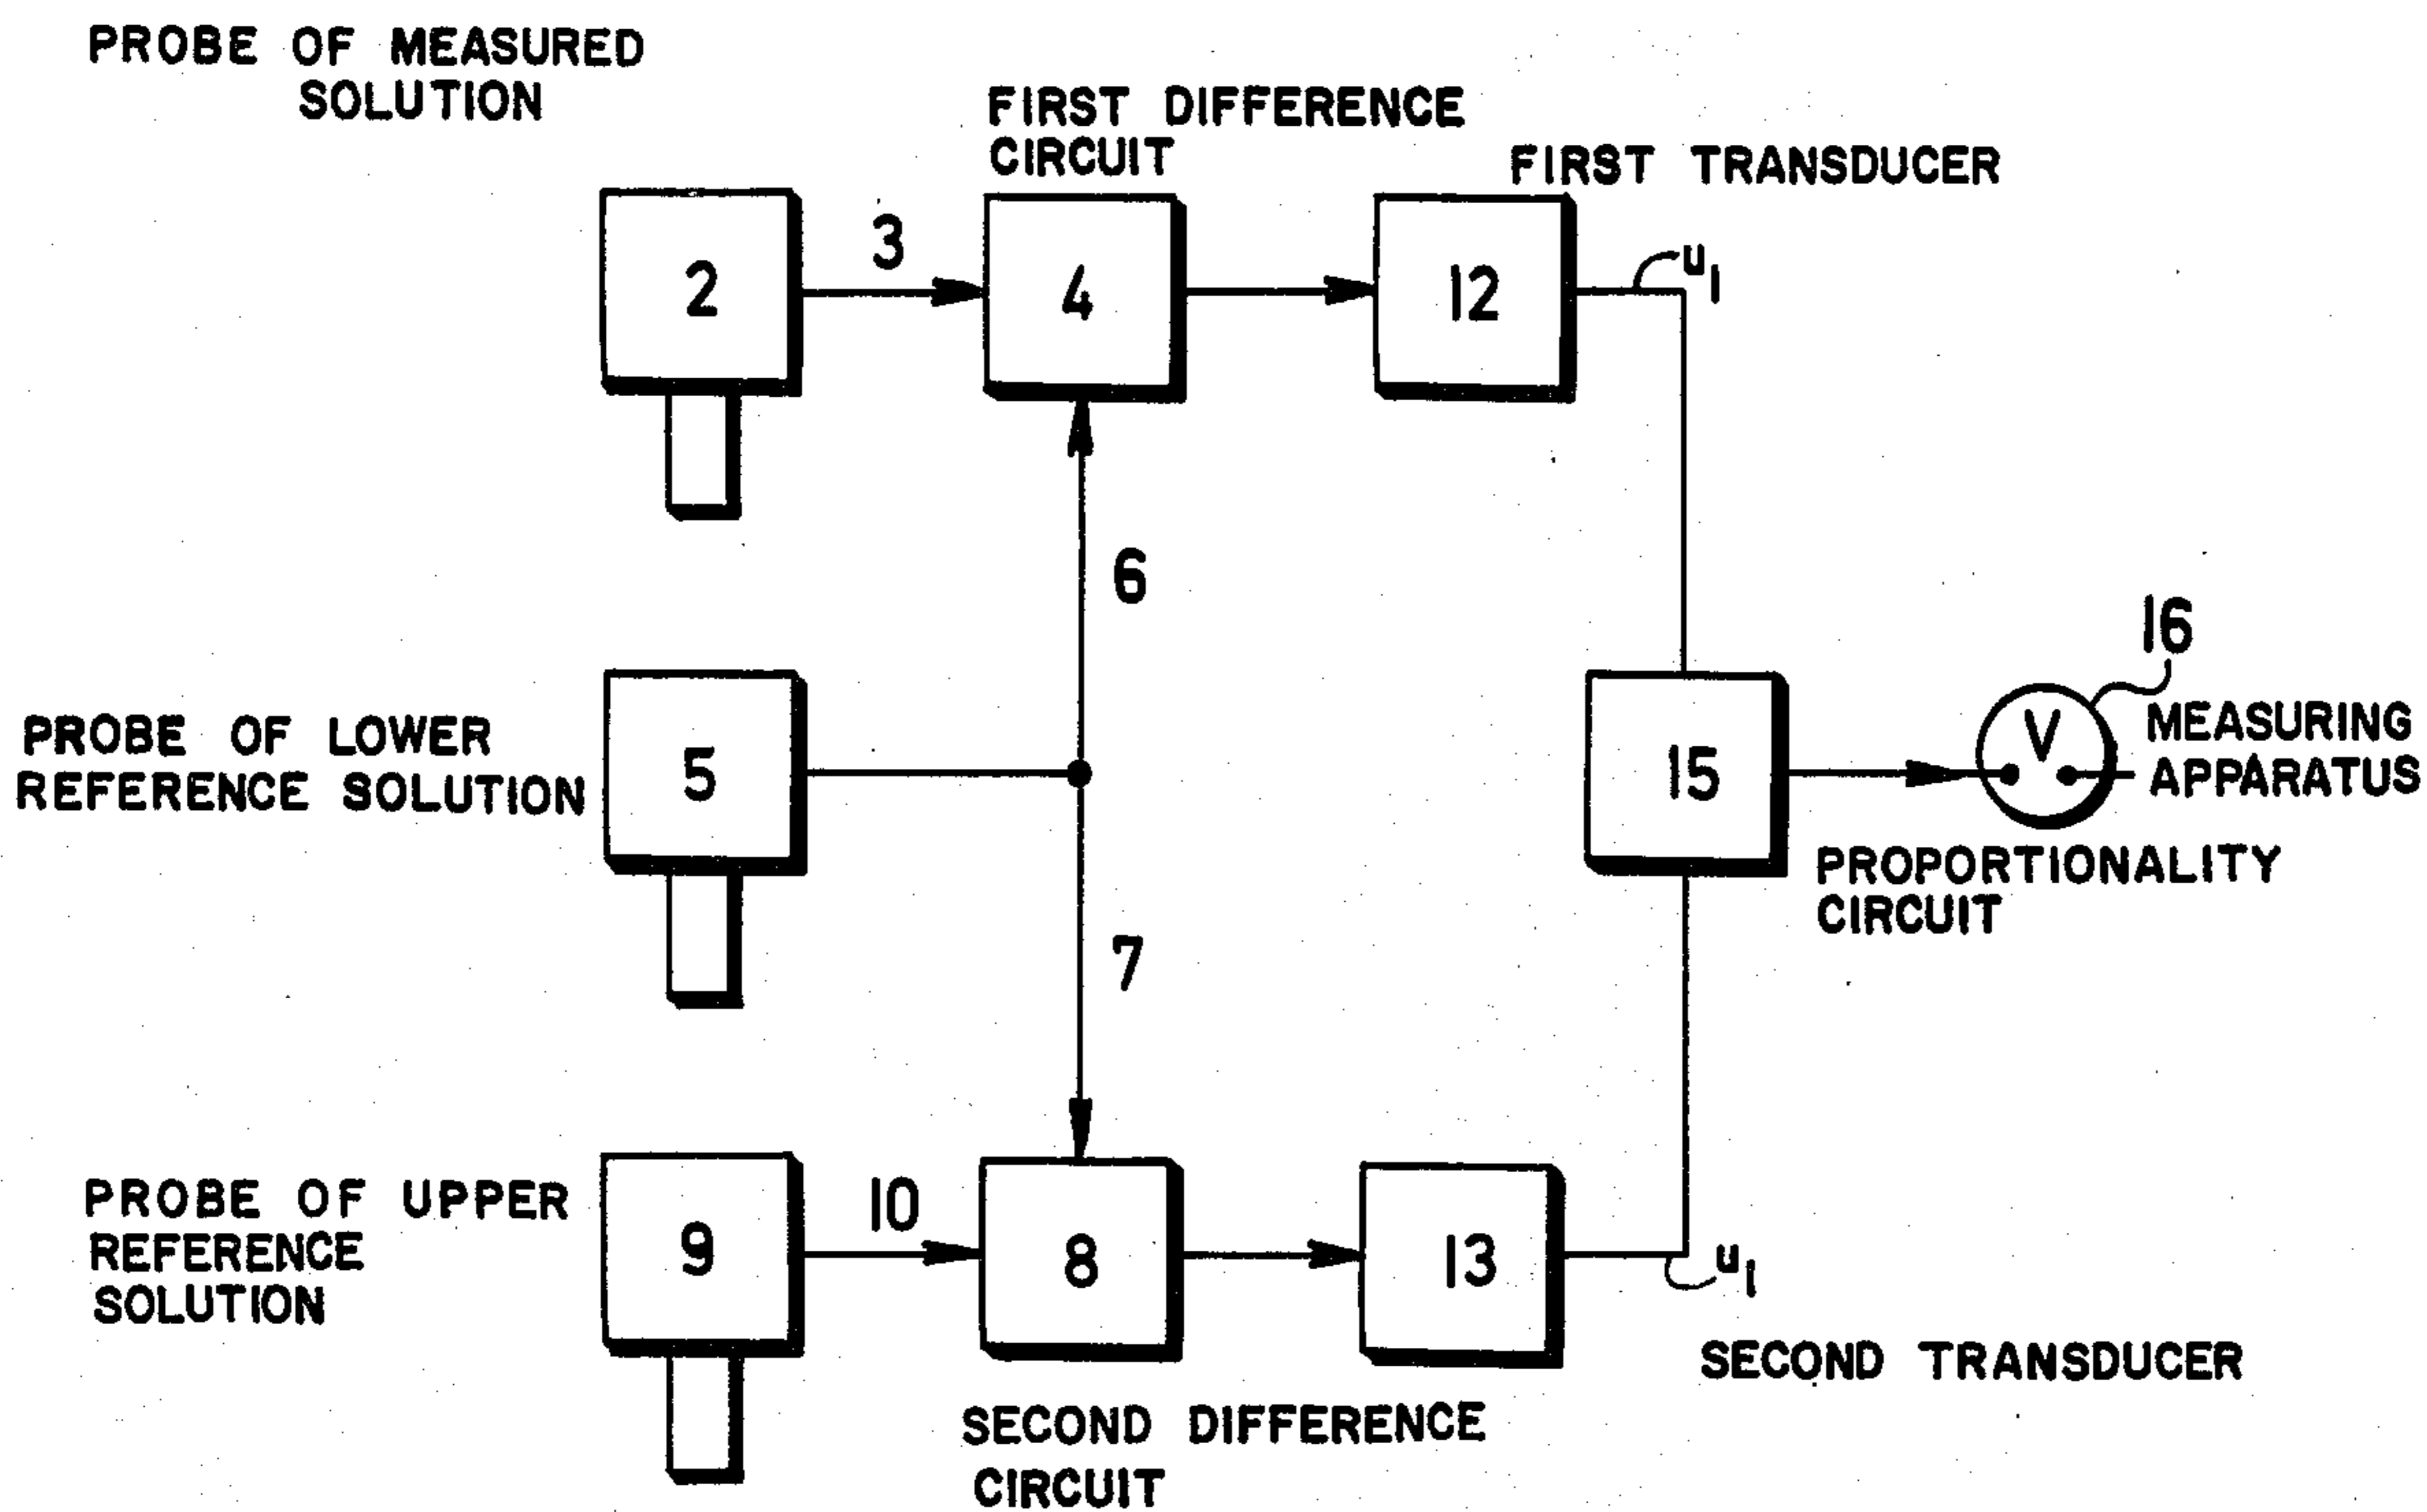 PROBE OF MEASURED
SOLUTION
FIRST DIFFERENCE
CIRCUIT
FIRST TRANSDUCER
2
3
4
12
u1
6
PROBE OF LOWER
REFERENCE SOLUTION
5
15
16
V
MEASURING
APPARATUS
PROPORTIONALITY
CIRCUIT
7
PROBE OF UPPER
REFERENCE
SOLUTION
9
10
8
13
u1
SECOND TRANSDUCER
SECOND DIFFERENCE
CIRCUIT